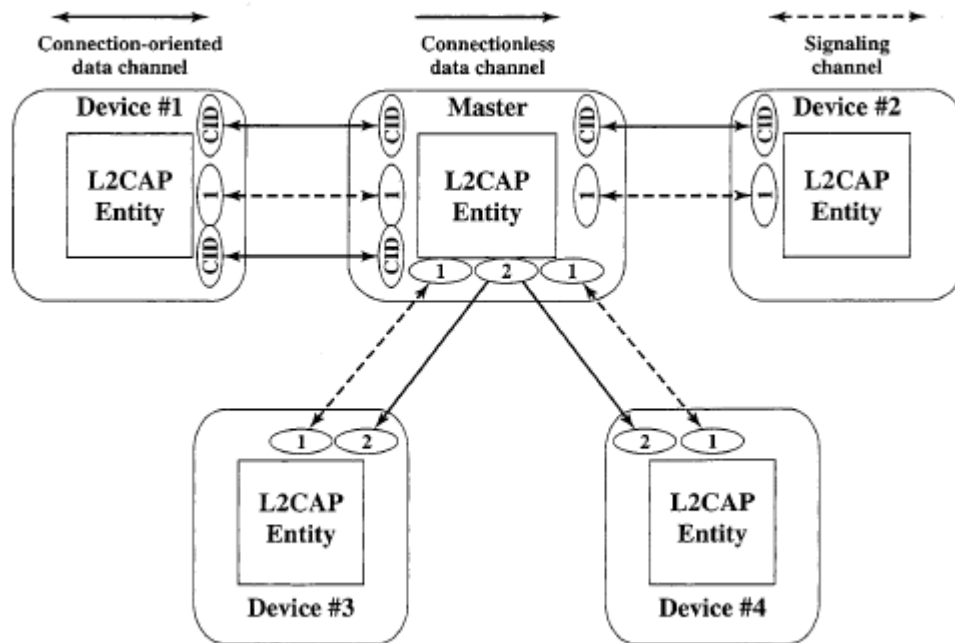 Connection-oriented
data channel
Connectionless
data channel
Signaling
channel
Device #1
CID
L2CAP
Entity
1
CID
Master
CID
CID
L2CAP
Entity
1
1
CID
1
2
1
Device #2
CID
L2CAP
Entity
1
1
2
L2CAP
Entity
Device #3
2
1
L2CAP
Entity
Device #4